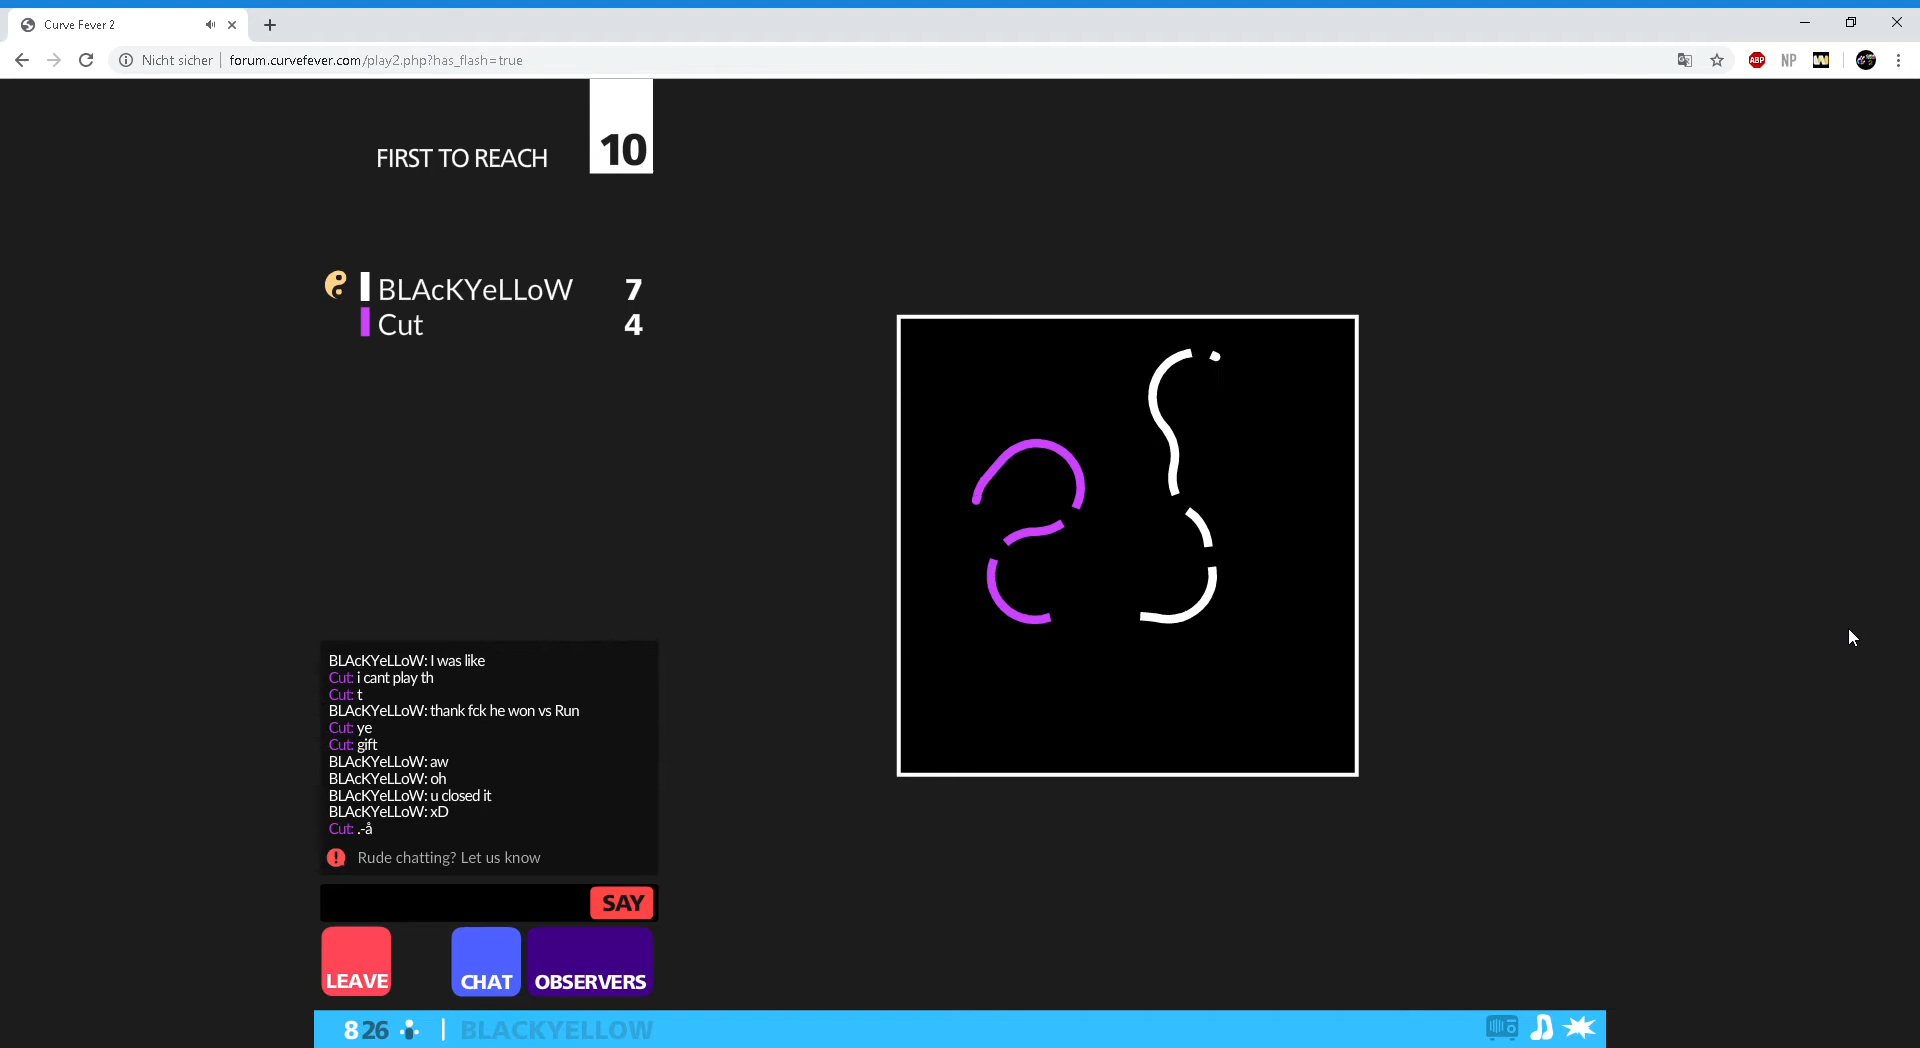 Curve Fever 2
Nicht sicher
forum.curvefever.com/play2.php?has_flash=true
ABP
NP
W
FIRST TO REACH
10
BLAcKYeLLoW 7
Cut 4
BLAcKYeLLoW: I was like
Cut: i cant play th
Cut: t
BLAcKYeLLoW: thank fck he won vs Run
Cut: ye
Cut: gift
BLAcKYeLLoW: aw
BLAcKYeLLoW: oh
BLAcKYeLLoW: u closed it
BLAcKYeLLoW: xD
Cut: .-å
Rude chatting? Let us know
SAY
LEAVE
CHAT
OBSERVERS
826
BLACKYELLOW